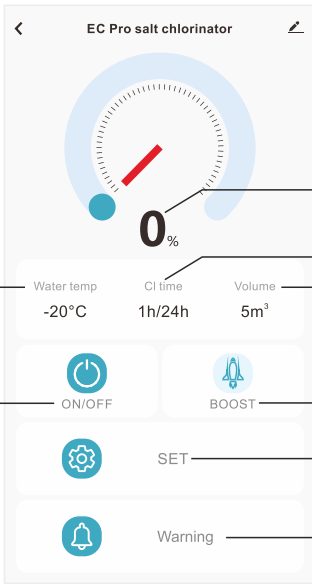 EC Pro salt chlorinator
0%
Water temp Cl time Volume
-20°C 1h/24h 5m³
ON/OFF BOOST
SET
Warning